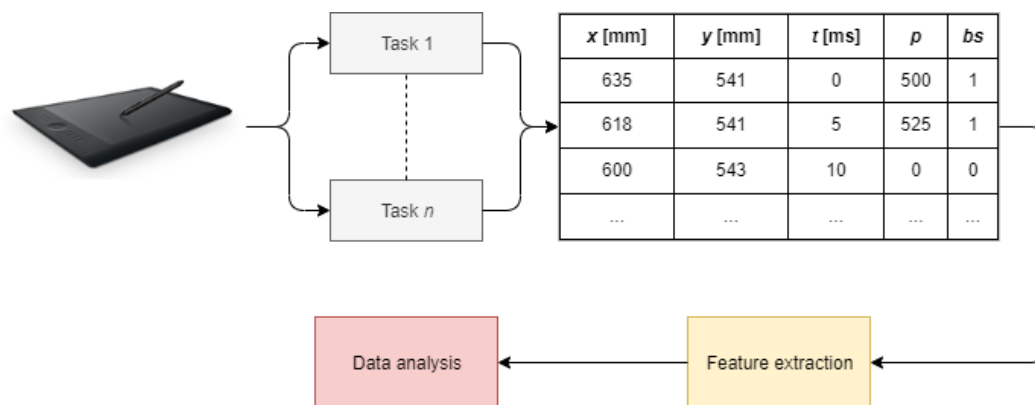 Task 1
Task n
x [mm] y [mm] t [ms] p bs
635 541 0 500 1
618 541 5 525 1
600 543 10 0 0
... ... ... ... ...
Data analysis
Feature extraction